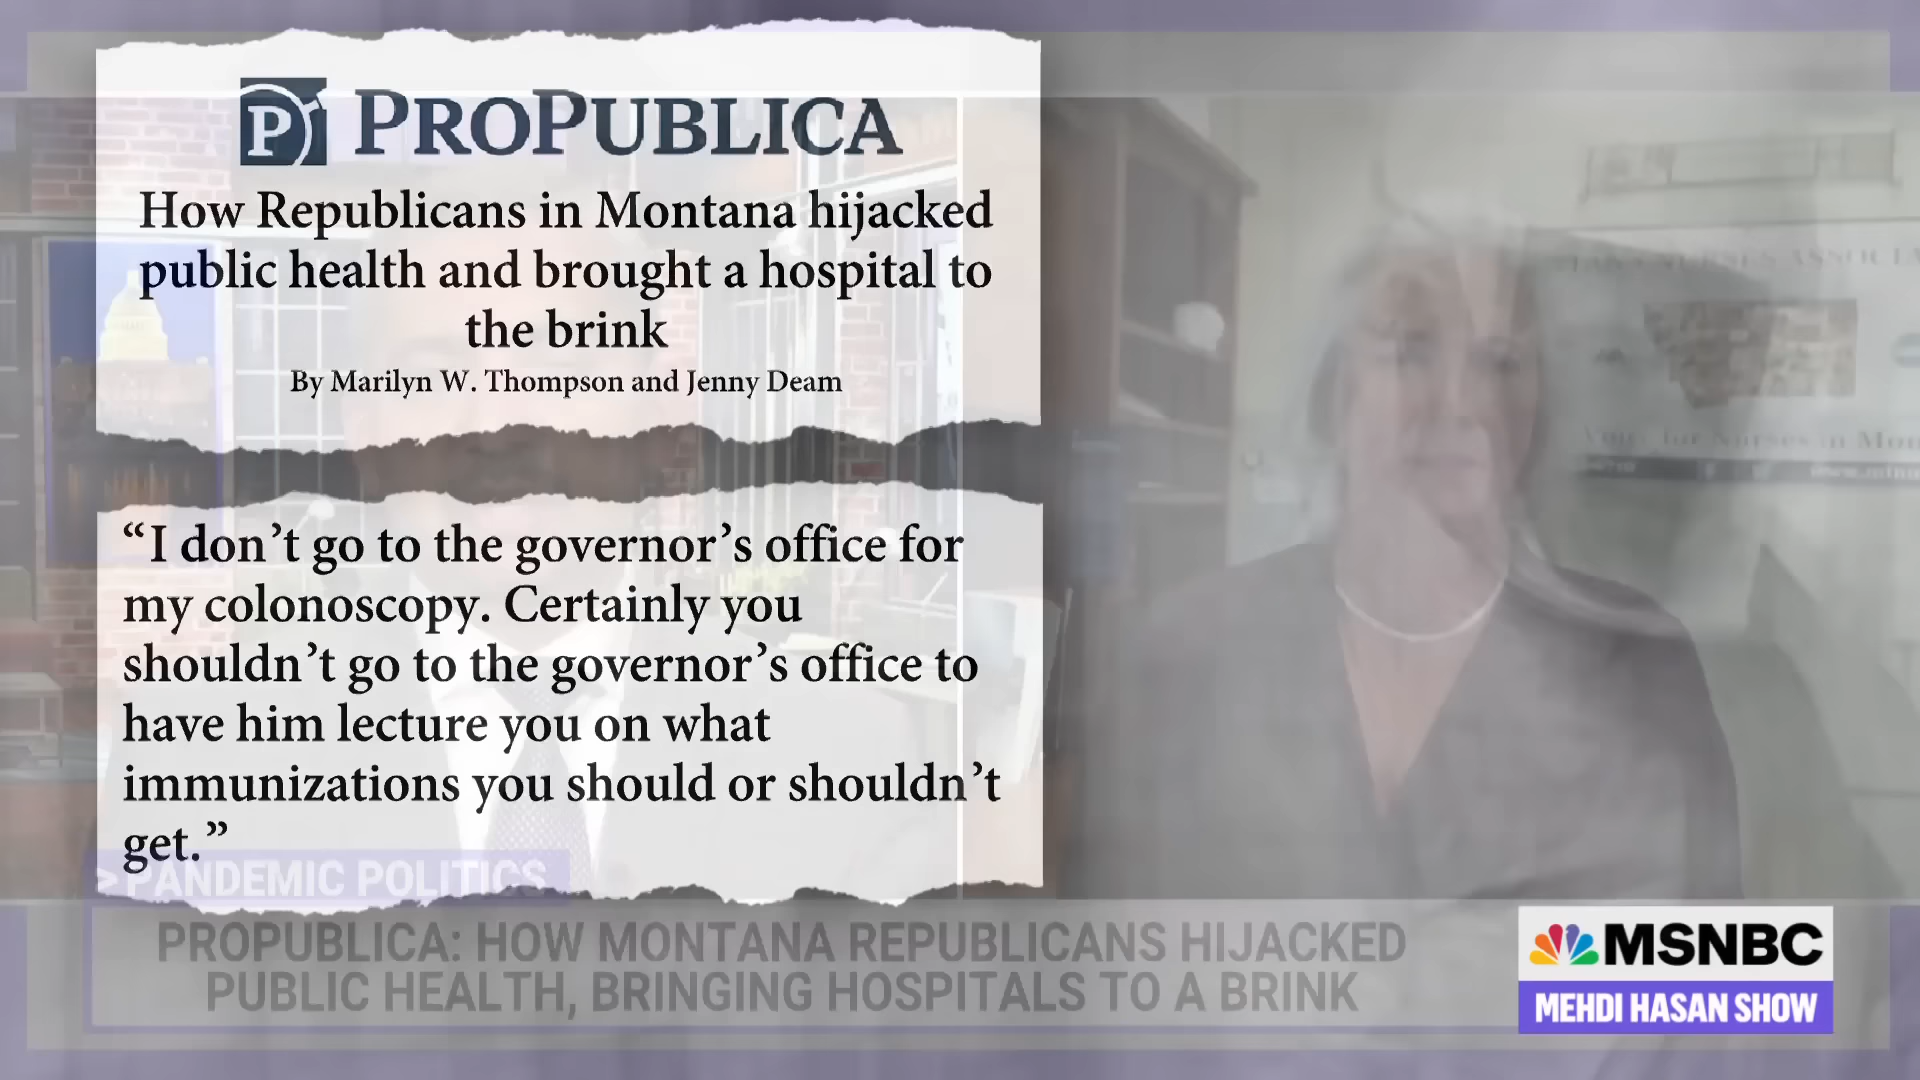 PROPUBLICA
How Republicans in Montana hijacked
public health and brought a hospital to
the brink
By Marilyn W. Thompson and Jenny Deam
“I don’t go to the governor’s office for
my colonoscopy. Certainly you
shouldn’t go to the governor’s office to
have him lecture you on what
immunizations you should or shouldn’t
get.”
> PANDEMIC POLITICS
PROPUBLICA: HOW MONTANA REPUBLICANS HIJACKED
PUBLIC HEALTH, BRINGING HOSPITALS TO A BRINK
MSNBC
MEHDI HASAN SHOW